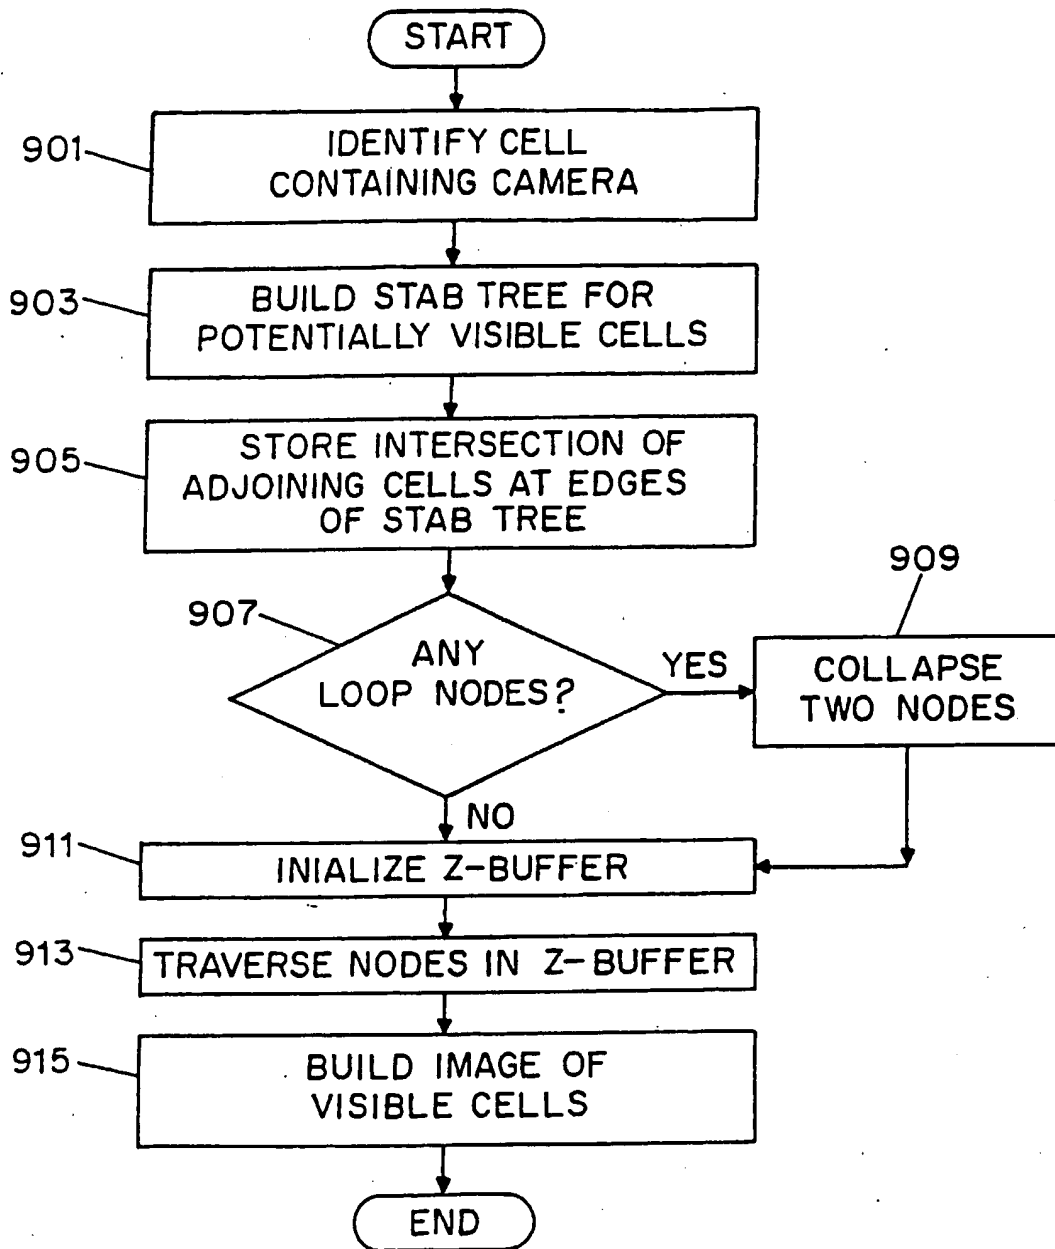 START
901
IDENTIFY CELL
CONTAINING CAMERA
903
BUILD STAB TREE FOR
POTENTIALLY VISIBLE CELLS
905
STORE INTERSECTION OF
ADJOINING CELLS AT EDGES
OF STAB TREE
907
ANY
LOOP NODES?
YES
909
COLLAPSE
TWO NODES
NO
911
INIALIZE Z-BUFFER
913
TRAVERSE NODES IN Z-BUFFER
915
BUILD IMAGE OF
VISIBLE CELLS
END